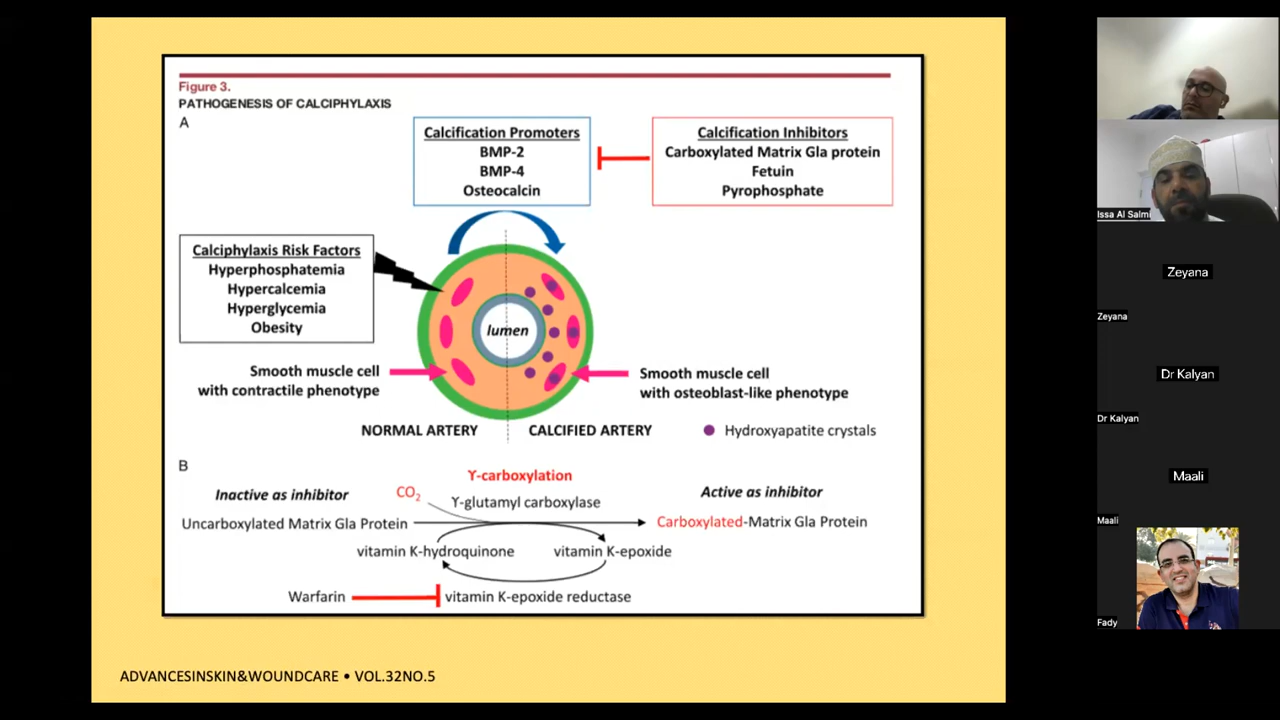 Figure 3.
PATHOGENESIS OF CALCIPHYLAXIS
A
Calcification Promoters
BMP-2
BMP-4
Osteocalcin
Calcification Inhibitors
Carboxylated Matrix Gla protein
Fetuin
Pyrophosphate
Calciphylaxis Risk Factors
Hyperphosphatemia
Hypercalcemia
Hyperglycemia
Obesity
lumen
Smooth muscle cell
with contractile phenotype
Smooth muscle cell
with osteoblast-like phenotype
NORMAL ARTERY
CALCIFIED ARTERY
Hydroxyapatite crystals
B
ϒ-carboxylation
Inactive as inhibitor
CO2
ϒ-glutamyl carboxylase
Active as inhibitor
Uncarboxylated Matrix Gla Protein
Carboxylated-Matrix Gla Protein
vitamin K-hydroquinone
vitamin K-epoxide
Warfarin
vitamin K-epoxide reductase
ADVANCESINSKIN&WOUNDCARE • VOL.32NO.5
Issa Al Salmi
Zeyana
Zeyana
Dr Kalyan
Dr Kalyan
Maali
Maali
Fady